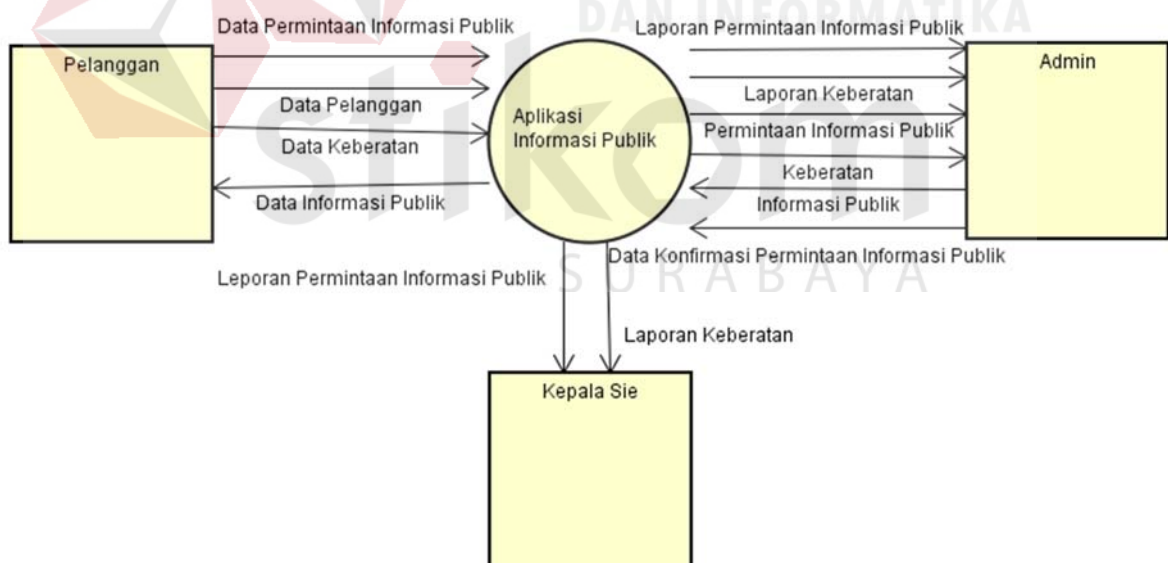 DAN INFORMATIKA
Data Permintaan Informasi Publik
Laporan Permintaan Informasi Publik
Pelanggan
Admin
Data Pelanggan
Laporan Keberatan
Aplikasi
Informasi Publik
Permintaan Informasi Publik
Data Keberatan
Keberatan
Data Informasi Publik
Informasi Publik
stikom
Data Konfirmasi Permintaan Informasi Publik
Leporan Permintaan Informasi Publik
SURABAYA
Laporan Keberatan
Kepala Sie